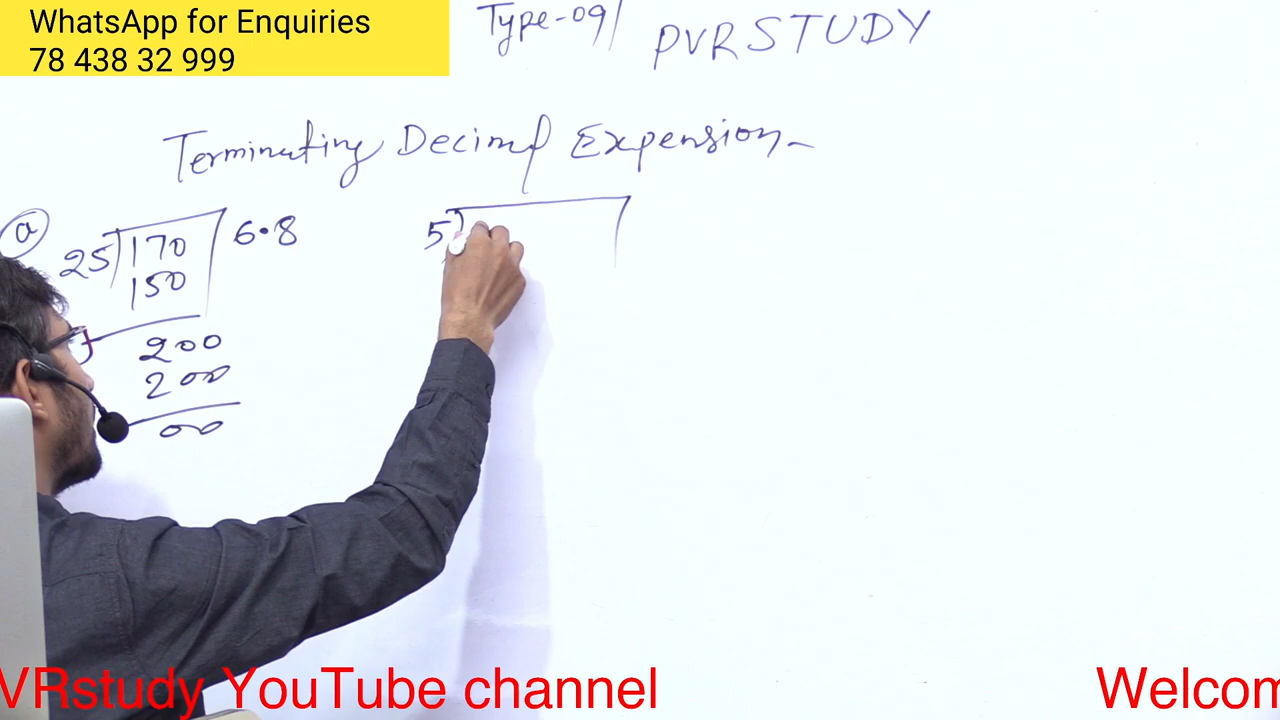 WhatsApp for Enquiries
78 438 32 999
Type-09/
PVRSTUDY
Terminating Decimal Expension
a
25 170 6.8
150
200
200
00
5
VRstudy YouTube channel
Welcom